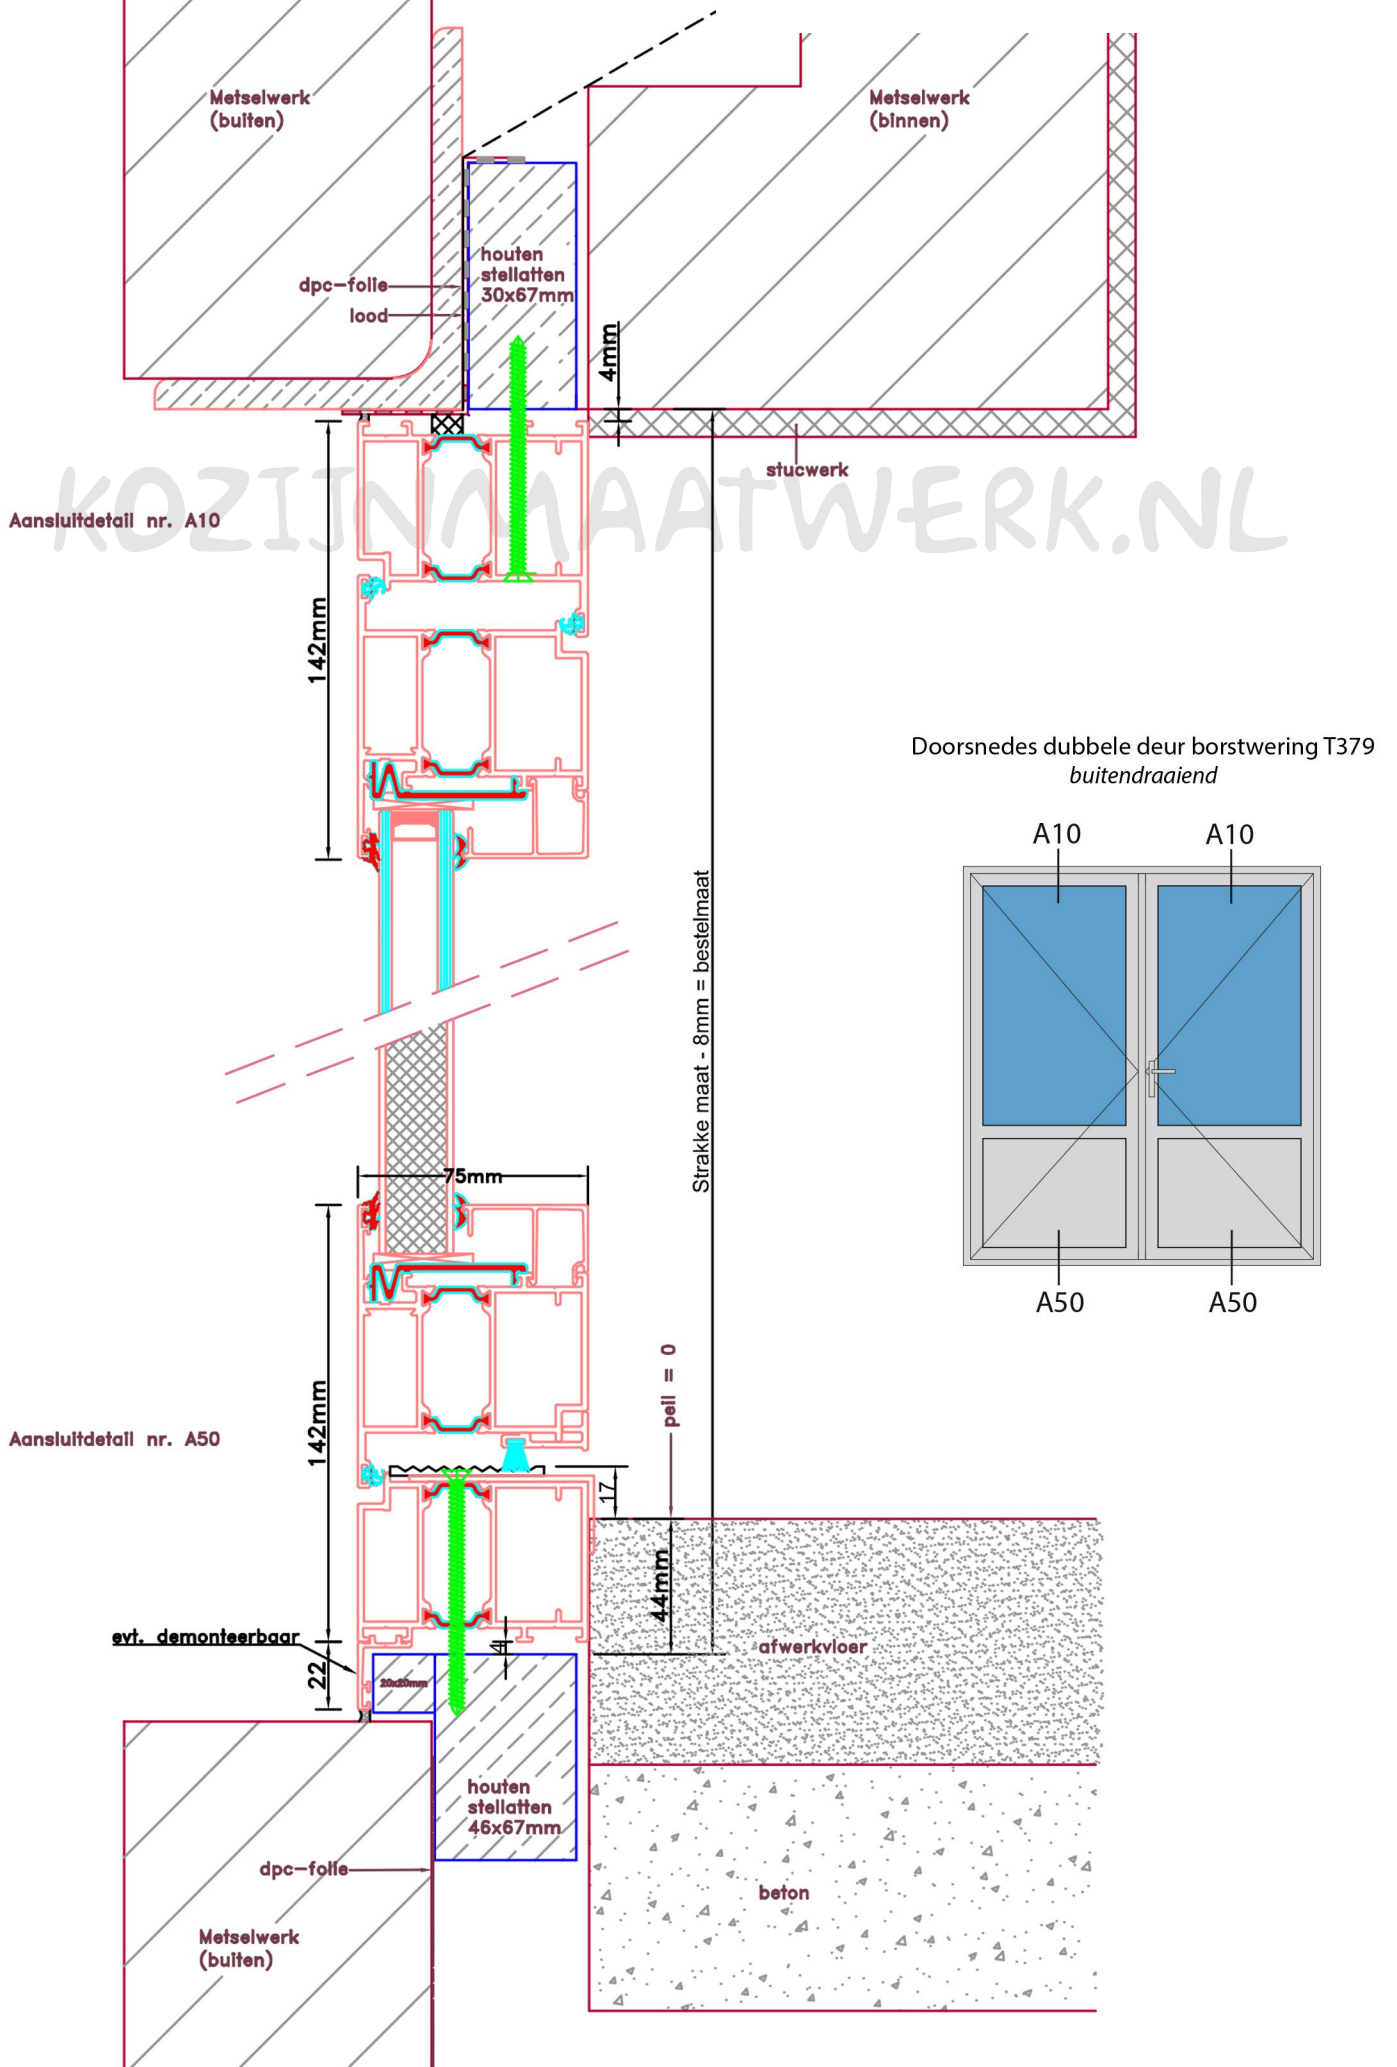 Metselwerk
(buiten)
Metselwerk
(binnen)
houten
stellatten
30x67mm
dpc-folie
lood
4mm
stucwerk
KOZIJNMAATWERK.NL
Aansluitdetail nr. A10
142mm
Doorsnedes dubbele deur borstwering T379
buitendraaiend
A10
A10
A50
A50
Strakke maat - 8mm = bestelmaat
75mm
peil = 0
Aansluitdetail nr. A50
142mm
17
44mm
evt. demonteerbaar
4
afwerkvloer
22
20x20mm
houten
stellatten
46x67mm
dpc-folie
beton
Metselwerk
(buiten)